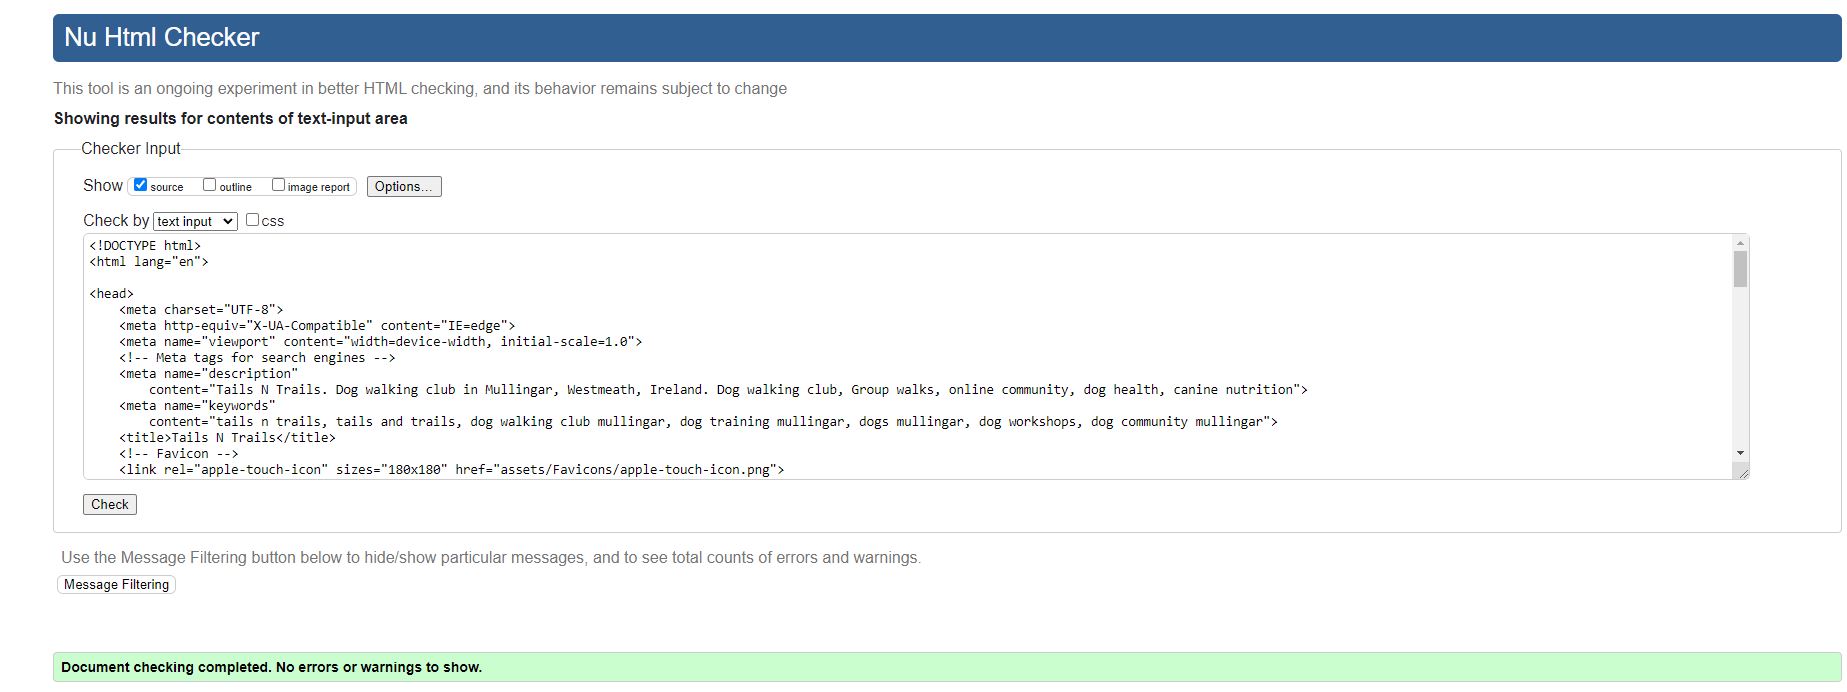 Nu Html Checker
This tool is an ongoing experiment in better HTML checking, and its behavior remains subject to change
Showing results for contents of text-input area
Checker Input
Show source outline image report Options...
Check by text input css
<!DOCTYPE html>
<html lang="en">
<head>
<meta charset="UTF-8">
<meta http-equiv="X-UA-Compatible" content="IE=edge">
<meta name="viewport" content="width=device-width, initial-scale=1.0">
<!-- Meta tags for search engines -->
<meta name="description"
content="Tails N Trails. Dog walking club in Mullingar, Westmeath, Ireland. Dog walking club, Group walks, online community, dog health, canine nutrition">
<meta name="keywords"
content="tails n trails, tails and trails, dog walking club mullingar, dog training mullingar, dogs mullingar, dog workshops, dog community mullingar">
<title>Tails N Trails</title>
<!-- Favicon -->
<link rel="apple-touch-icon" sizes="180x180" href="assets/Favicons/apple-touch-icon.png">
Check
Use the Message Filtering button below to hide/show particular messages, and to see total counts of errors and warnings.
Message Filtering
Document checking completed. No errors or warnings to show.